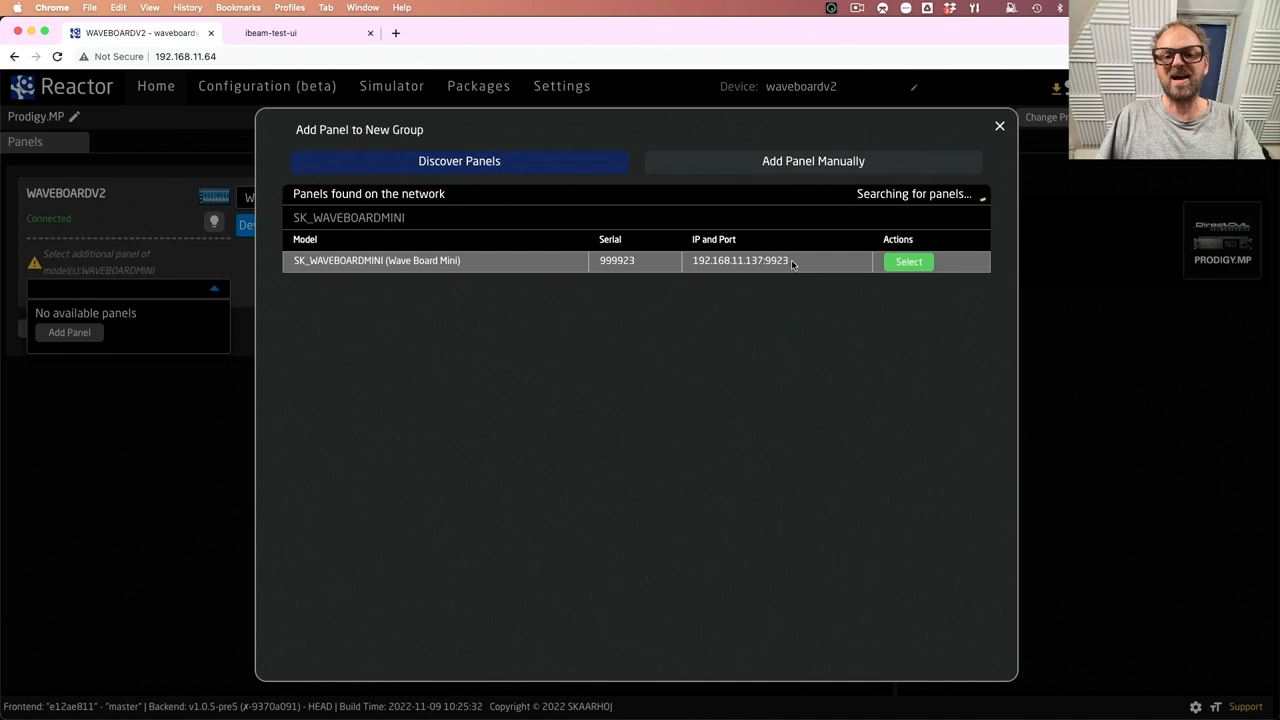 Chrome File Edit View History Bookmarks Profiles Tab Window Help
WAVEBOARDV2 - waveboardv
ibeam-test-ui
Not Secure 192.168.11.64
Reactor Home Configuration (beta) Simulator Packages Settings Device: waveboardv2
Prodigy.MP
Change Pr
Panels
Add Panel to New Group
Discover Panels Add Panel Manually
Panels found on the network Searching for panels...
SK_WAVEBOARDMINI
Model Serial IP and Port Actions
SK_WAVEBOARDMINI (Wave Board Mini) 999923 192.168.11.137:9923 Select
WAVEBOARDV2
W
Connected
De
Select additional panel of
model(s):WAVEBOARDMINI
No available panels
Add Panel
PRODIGY.MP
Frontend: "e12ae811" - "master" | Backend: v1.0.5-pre5 (✗-9370a091) - HEAD | Build Time: 2022-11-09 10:25:32 Copyright © 2022 SKAARHOJ
тT Support